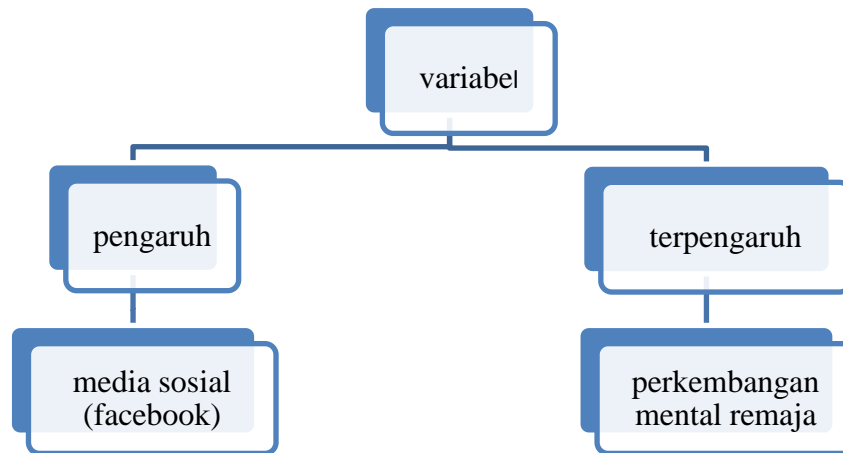 variabel
pengaruh
terpengaruh
media sosial
(facebook)
perkembangan
mental remaja